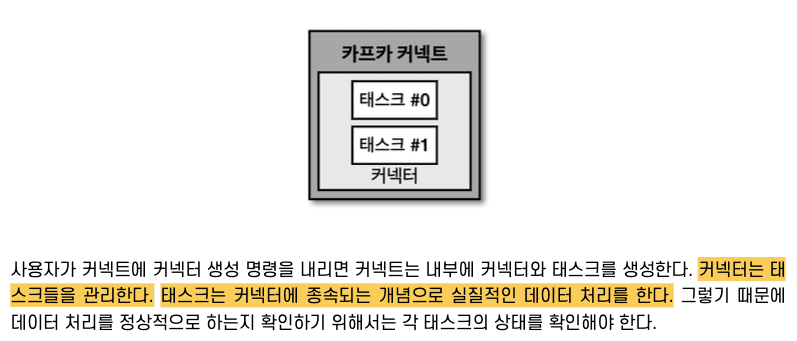 카프카 커넥트
태스크 #0
태스크 #1
커넥터
사용자가 커넥트에 커넥터 생성 명령을 내리면 커넥트는 내부에 커넥터와 태스크를 생성한다. 커넥터는 태
스크들을 관리한다. 태스크는 커넥터에 종속되는 개념으로 실질적인 데이터 처리를 한다. 그렇기 때문에
데이터 처리를 정상적으로 하는지 확인하기 위해서는 각 태스크의 상태를 확인해야 한다.